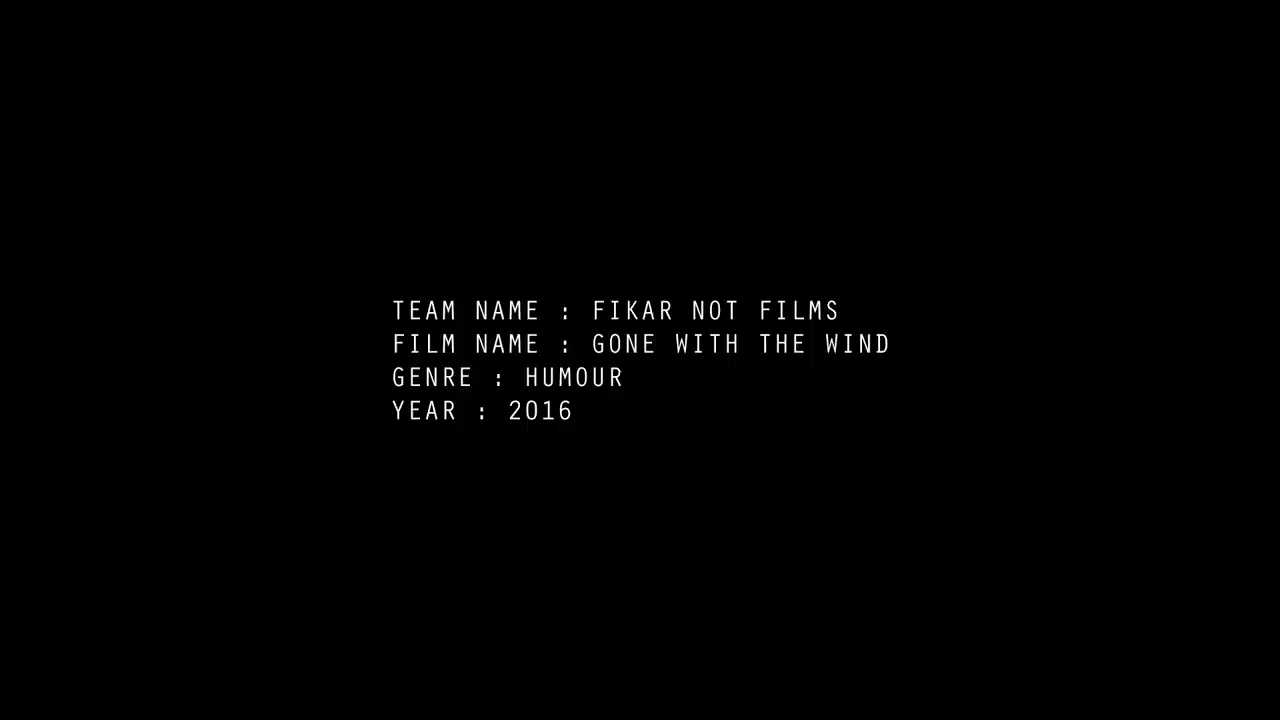 TEAM NAME : FIKAR NOT FILMS
FILM NAME : GONE WITH THE WIND
GENRE : HUMOUR
YEAR : 2016